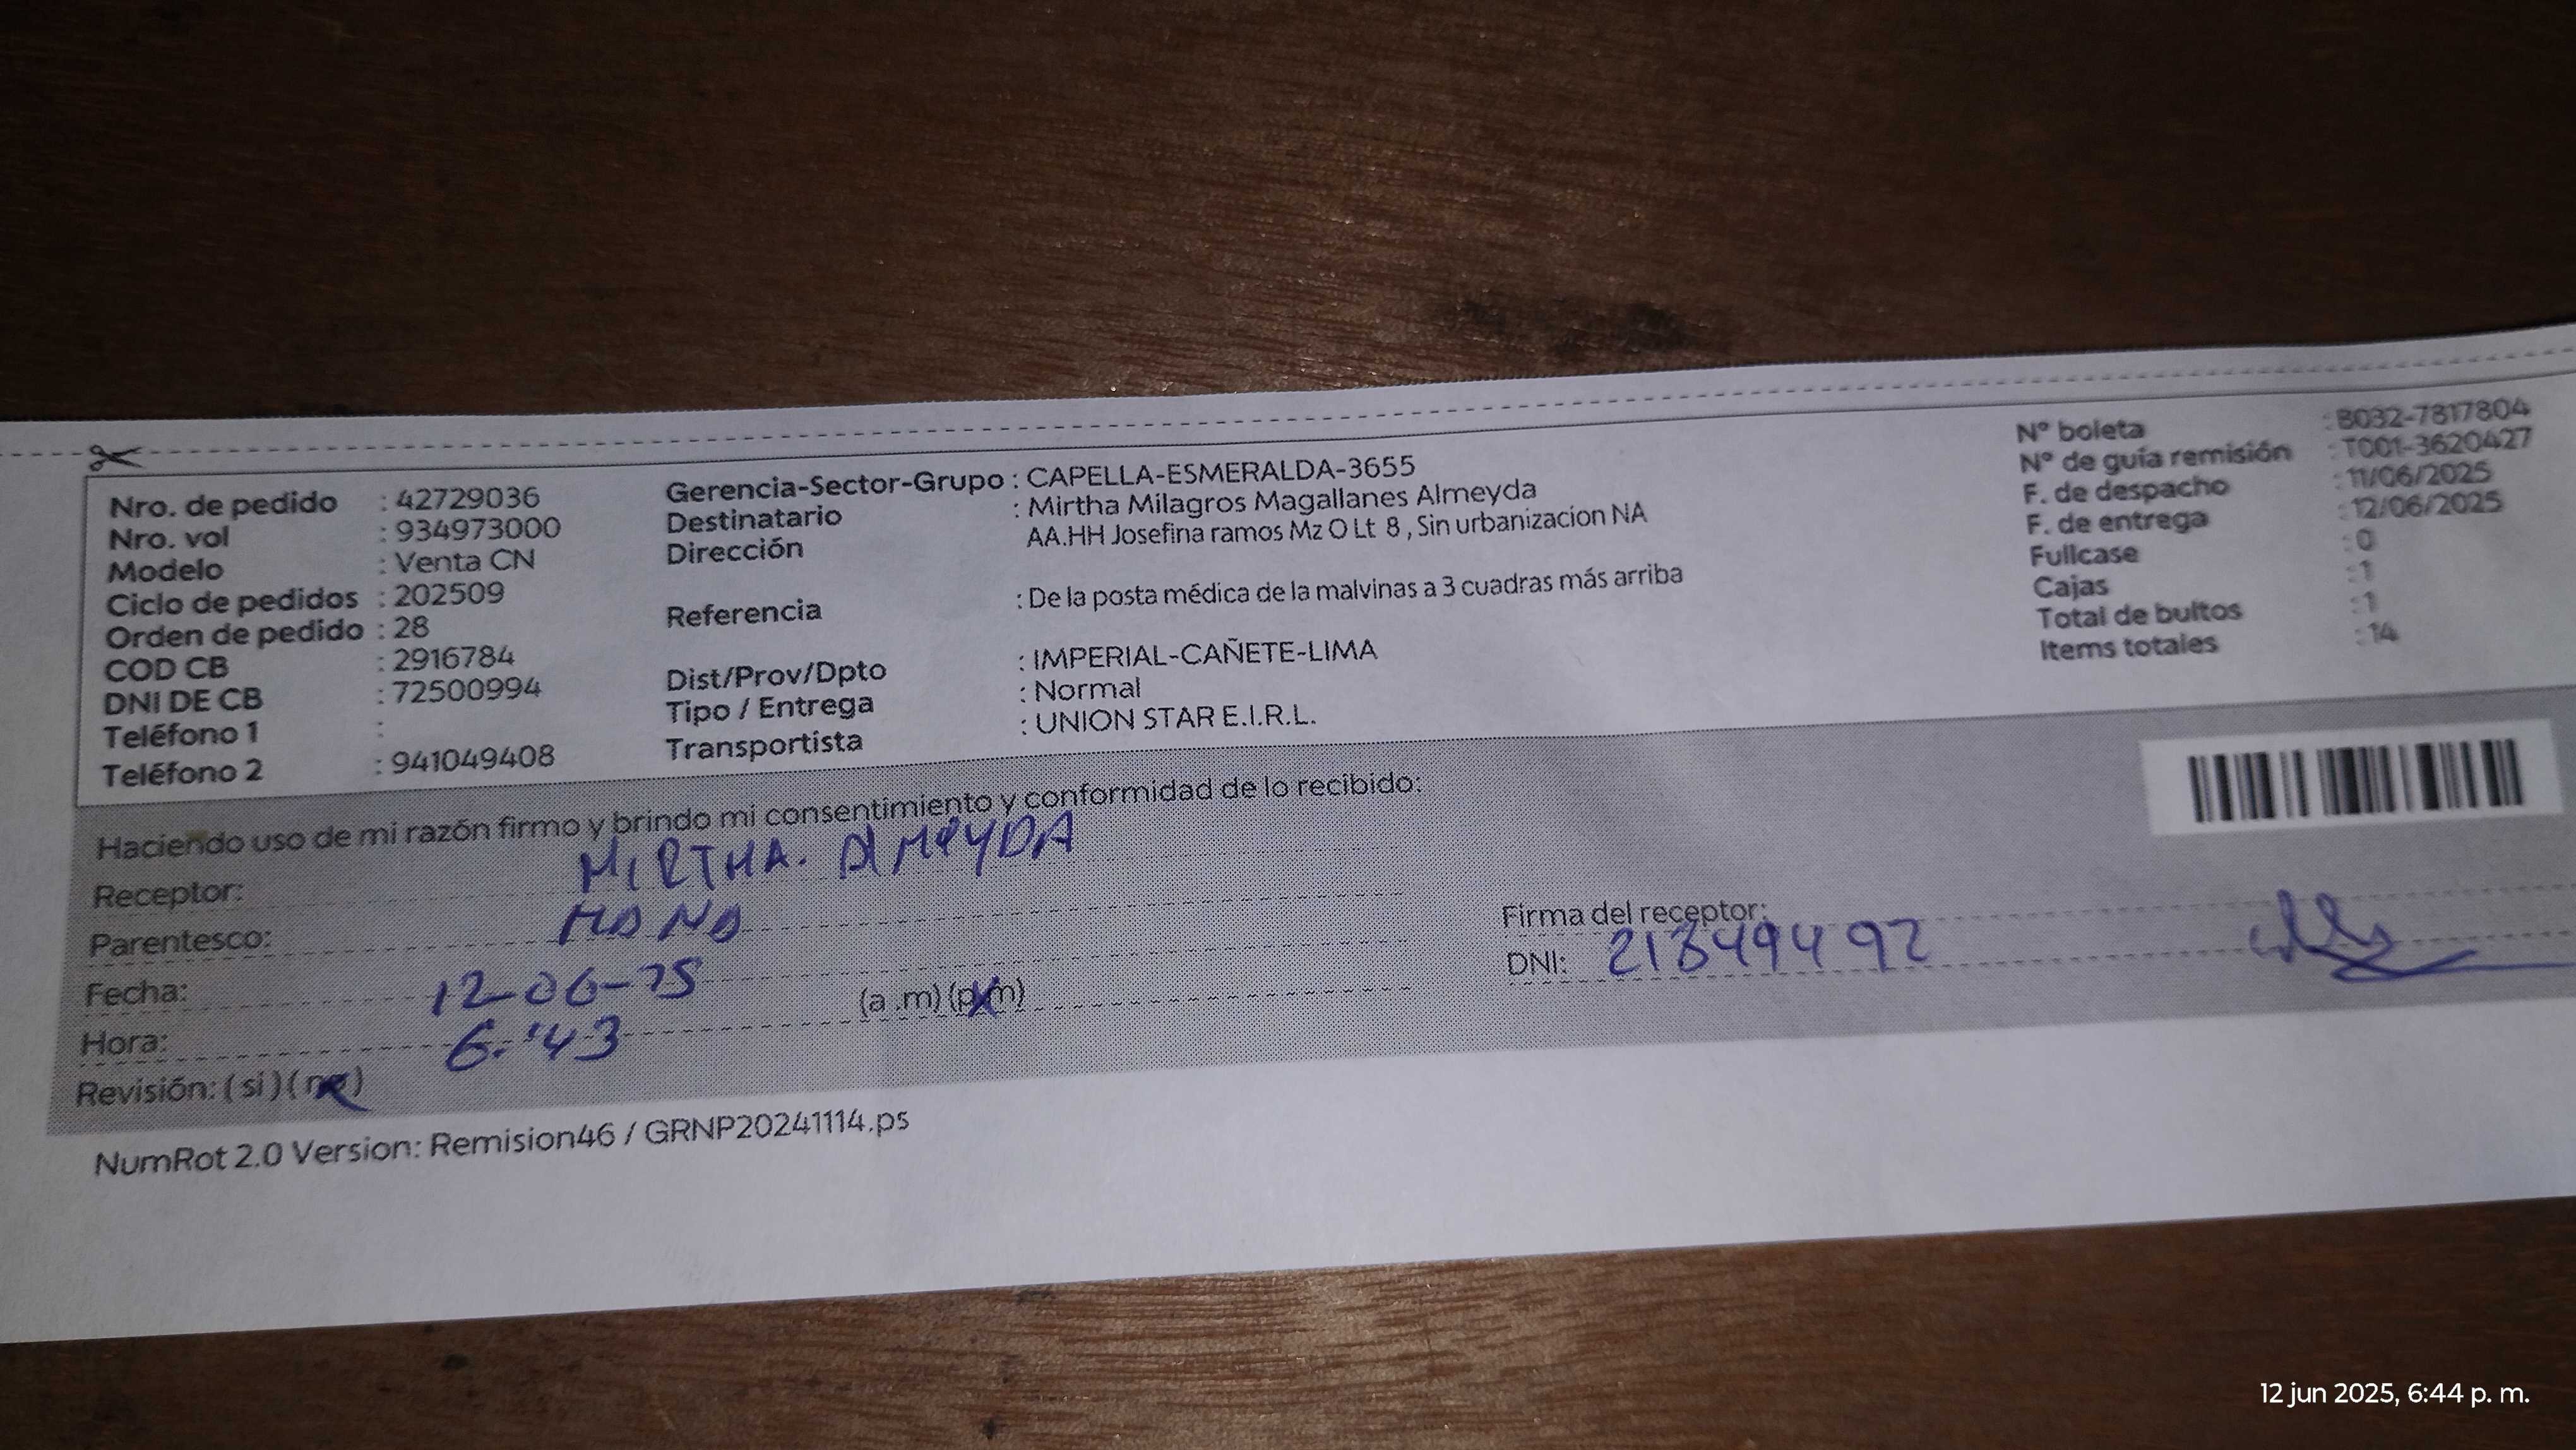 Nro. de pedido : 42729036
Nro. vol : 934973000
Modelo : Venta CN
Ciclo de pedidos : 202509
Orden de pedido : 28
COD CB : 2916784
DNI DE CB : 72500994
Teléfono 1 :
Teléfono 2 : 941049408
Gerencia-Sector-Grupo : CAPELLA-ESMERALDA-3655
Destinatario : Mirtha Milagros Magallanes Almeyda
Dirección AA.HH Josefina ramos Mz O Lt 8 , Sin urbanizacion NA
Referencia : De la posta médica de la malvinas a 3 cuadras más arriba
Dist/Prov/Dpto : IMPERIAL-CAÑETE-LIMA
Tipo / Entrega : Normal
Transportista : UNION STAR E.I.R.L.
N° boleta : B032-7817804
N° de guía remisión : T001-3620427
F. de despacho : 11/06/2025
F. de entrega : 12/06/2025
Fullcase : 0
Cajas : 1
Total de bultos : 1
Items totales : 14
Haciendo uso de mi razón firmo y brindo mi consentimiento y conformidad de lo recibido:
Receptor: MIRTHA. AlMeyDA
Parentesco:
Fecha: 12-06-25
Hora: 6:43 (a .m) (p.m)
Revisión: (si) (no)
Firma del receptor:
DNI:
NumRot 2.0 Version: Remision46 / GRNP20241114.ps
12 jun 2025, 6:44 p. m.